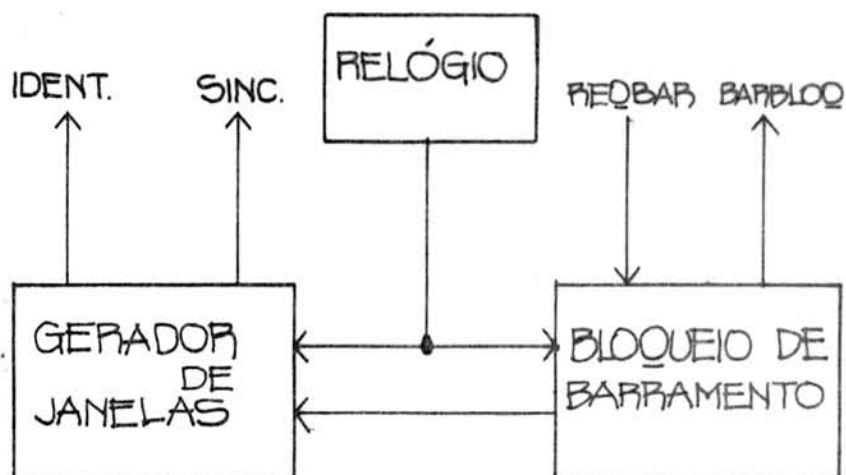 RELÓGIO
IDENT.
SINC.
REQBAR
BARBLOQ
GERADOR
DE
JANELAS
BLOQUEIO DE
BARRAMENTO